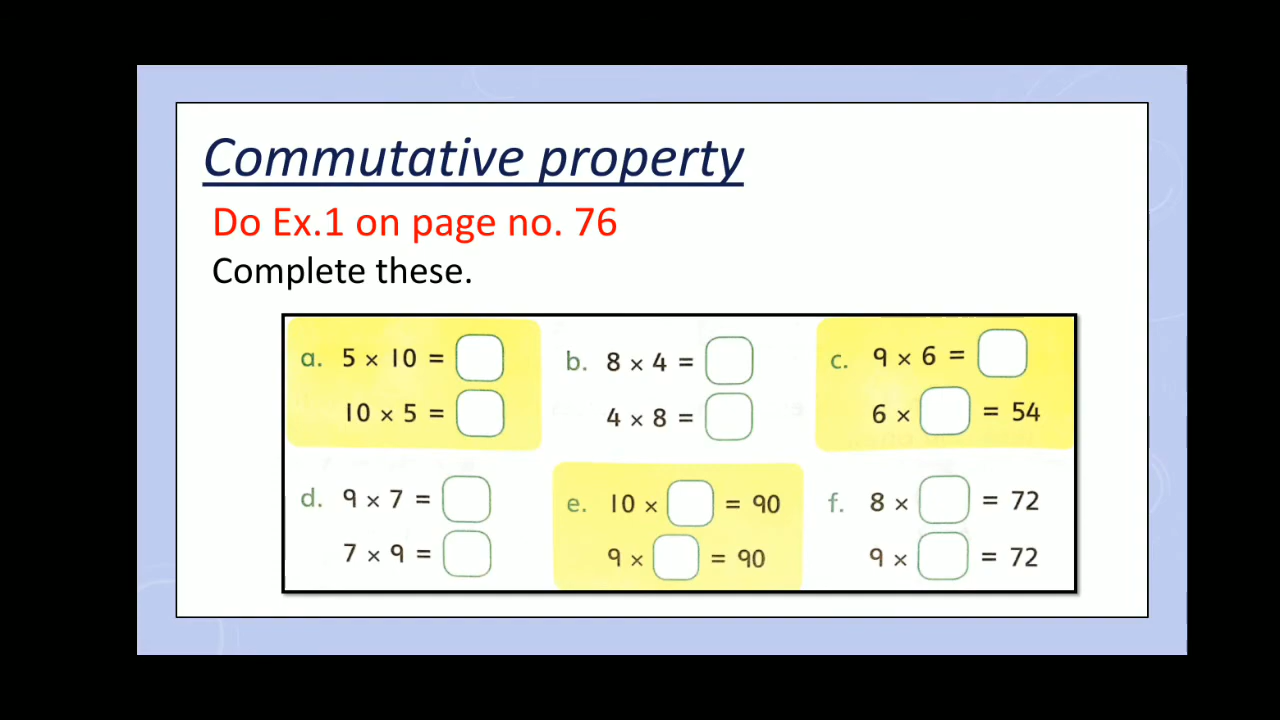 Commutative property
Do Ex.1 on page no. 76
Complete these.
a. 5 × 10 =
10 × 5 =
b. 8 × 4 =
4 × 8 =
c. 9 × 6 =
6 × = 54
d. 9 × 7 =
7 × 9 =
e. 10 × = 90
9 × = 90
f. 8 × = 72
9 × = 72